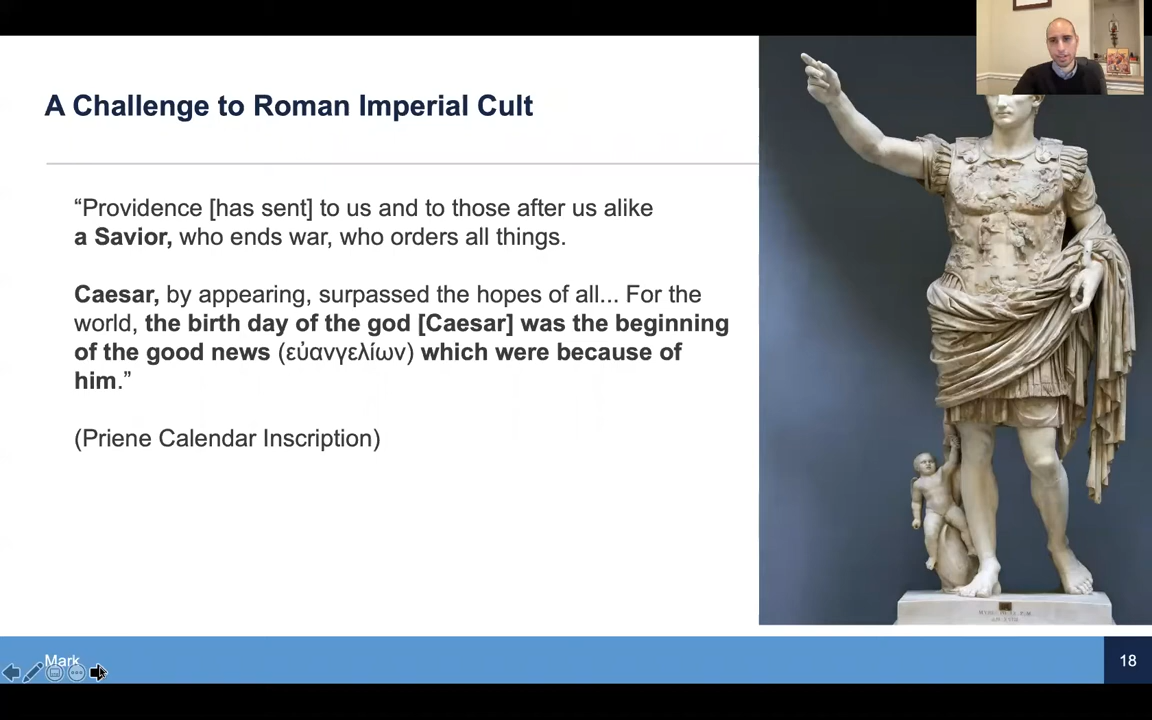 A Challenge to Roman Imperial Cult
“Providence [has sent] to us and to those after us alike
a Savior, who ends war, who orders all things.
Caesar, by appearing, surpassed the hopes of all... For the
world, the birth day of the god [Caesar] was the beginning
of the good news (εὐανγελίων) which were because of
him.”
(Priene Calendar Inscription)
Mark
18